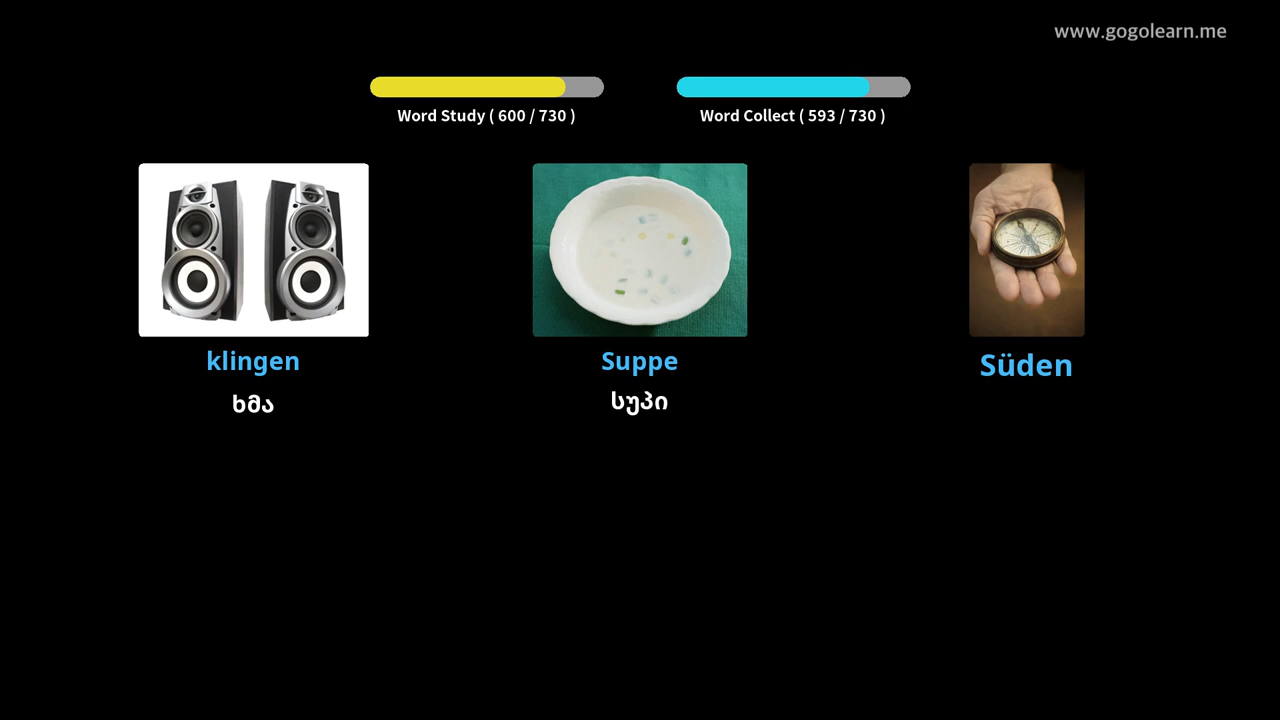 www.gogolearn.me
Word Study ( 600 / 730 )
Word Collect ( 593 / 730 )
klingen
Suppe
Süden
ხმა
სუპი